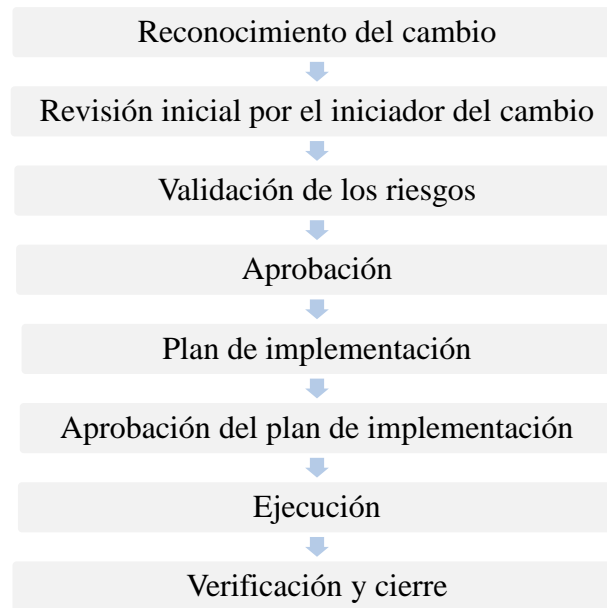 Reconocimiento del cambio
Revisión inicial por el iniciador del cambio
Validación de los riesgos
Aprobación
Plan de implementación
Aprobación del plan de implementación
Ejecución
Verificación y cierre